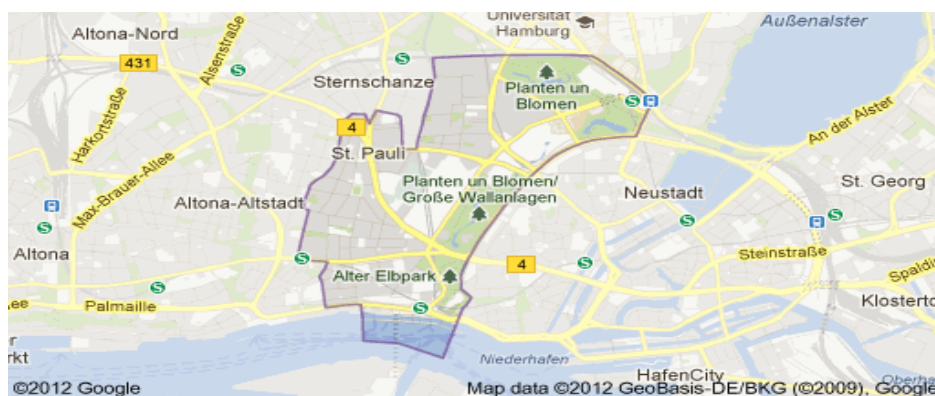 Universität
Hamburg
Außenalster
Altona-Nord
431
Alsenstraße
S
S
Sternschanze
Planten un
Blomen
S
Harkortstraße
4
St. Pauli
An der Alster
Max-Brauer-Allee
Planten un Blomen/
Große Wallanlagen
Neustadt
St. Georg
Altona-Altstadt
S
S
S
Altona
S
4
S
Steinstraße
Alter Elbpark
S
Palmaille
S
Niederhafen
HafenCity
©2012 Google
Map data ©2012 GeoBasis-DE/BKG (©2009), Google